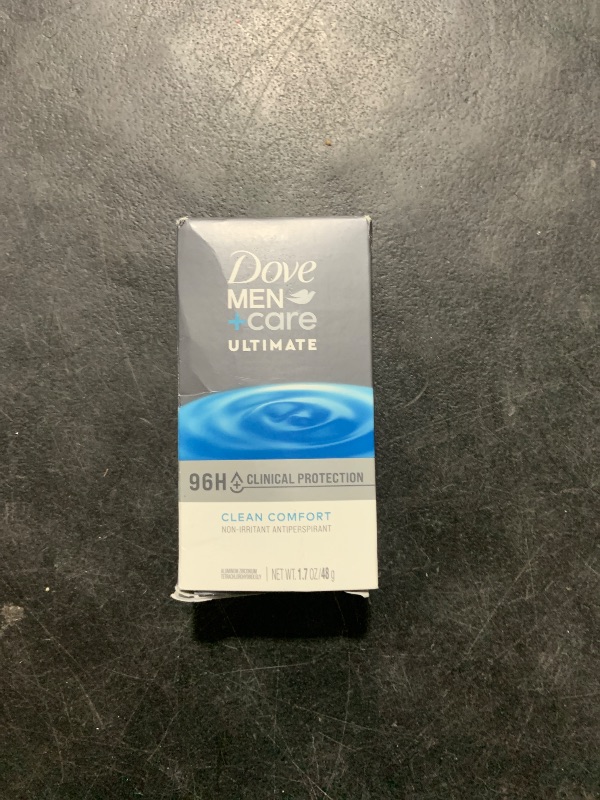 Dove
MEN
+care
ULTIMATE
96H CLINICAL PROTECTION
CLEAN COMFORT
NON-IRRITANT ANTIPERSPIRANT
NET WT. 1.7 OZ/48 g